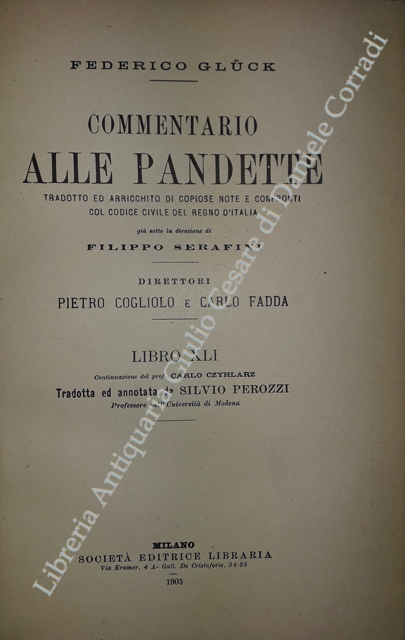 FEDERICO GLÜCK
COMMENTARIO
ALLE PANDETTE
TRADOTTO ED ARRICCHITO DI COPIOSE NOTE E CONFRONTI
COL CODICE CIVILE DEL REGNO D'ITALIA
già sotto la direzione di
FILIPPO SERAFINI
DIRETTORI
PIETRO COGLIOLO E CARLO FADDA
LIBRO XLI
Continuazione del prof. CARLO CZYHLARZ
Tradotta ed annotata da SILVIO PEROZZI
Professore dell'Università di Modena
MILANO
SOCIETÀ EDITRICE LIBRARIA
Via Kramer, 4 A - Gall. De Cristoforis, 54-55
1905
Libreria Antiquaria Giulio Cesare di Daniele Corradi